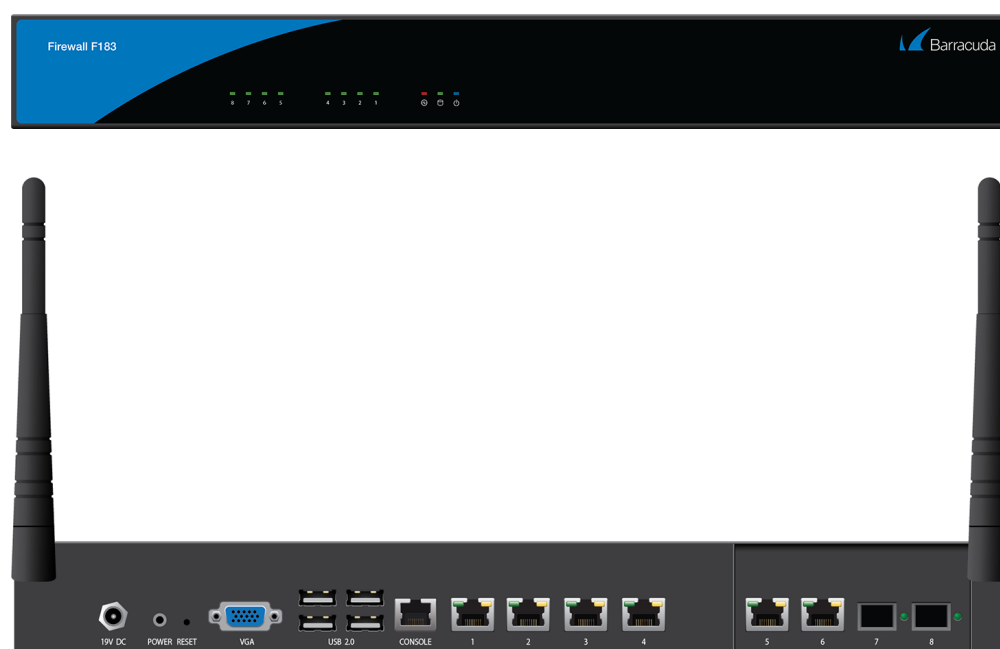 Firewall F183
Barracuda
8 7 6 5 4 3 2 1
19V DC POWER RESET VGA USB 2.0 CONSOLE 1 2 3 4 5 6 7 8